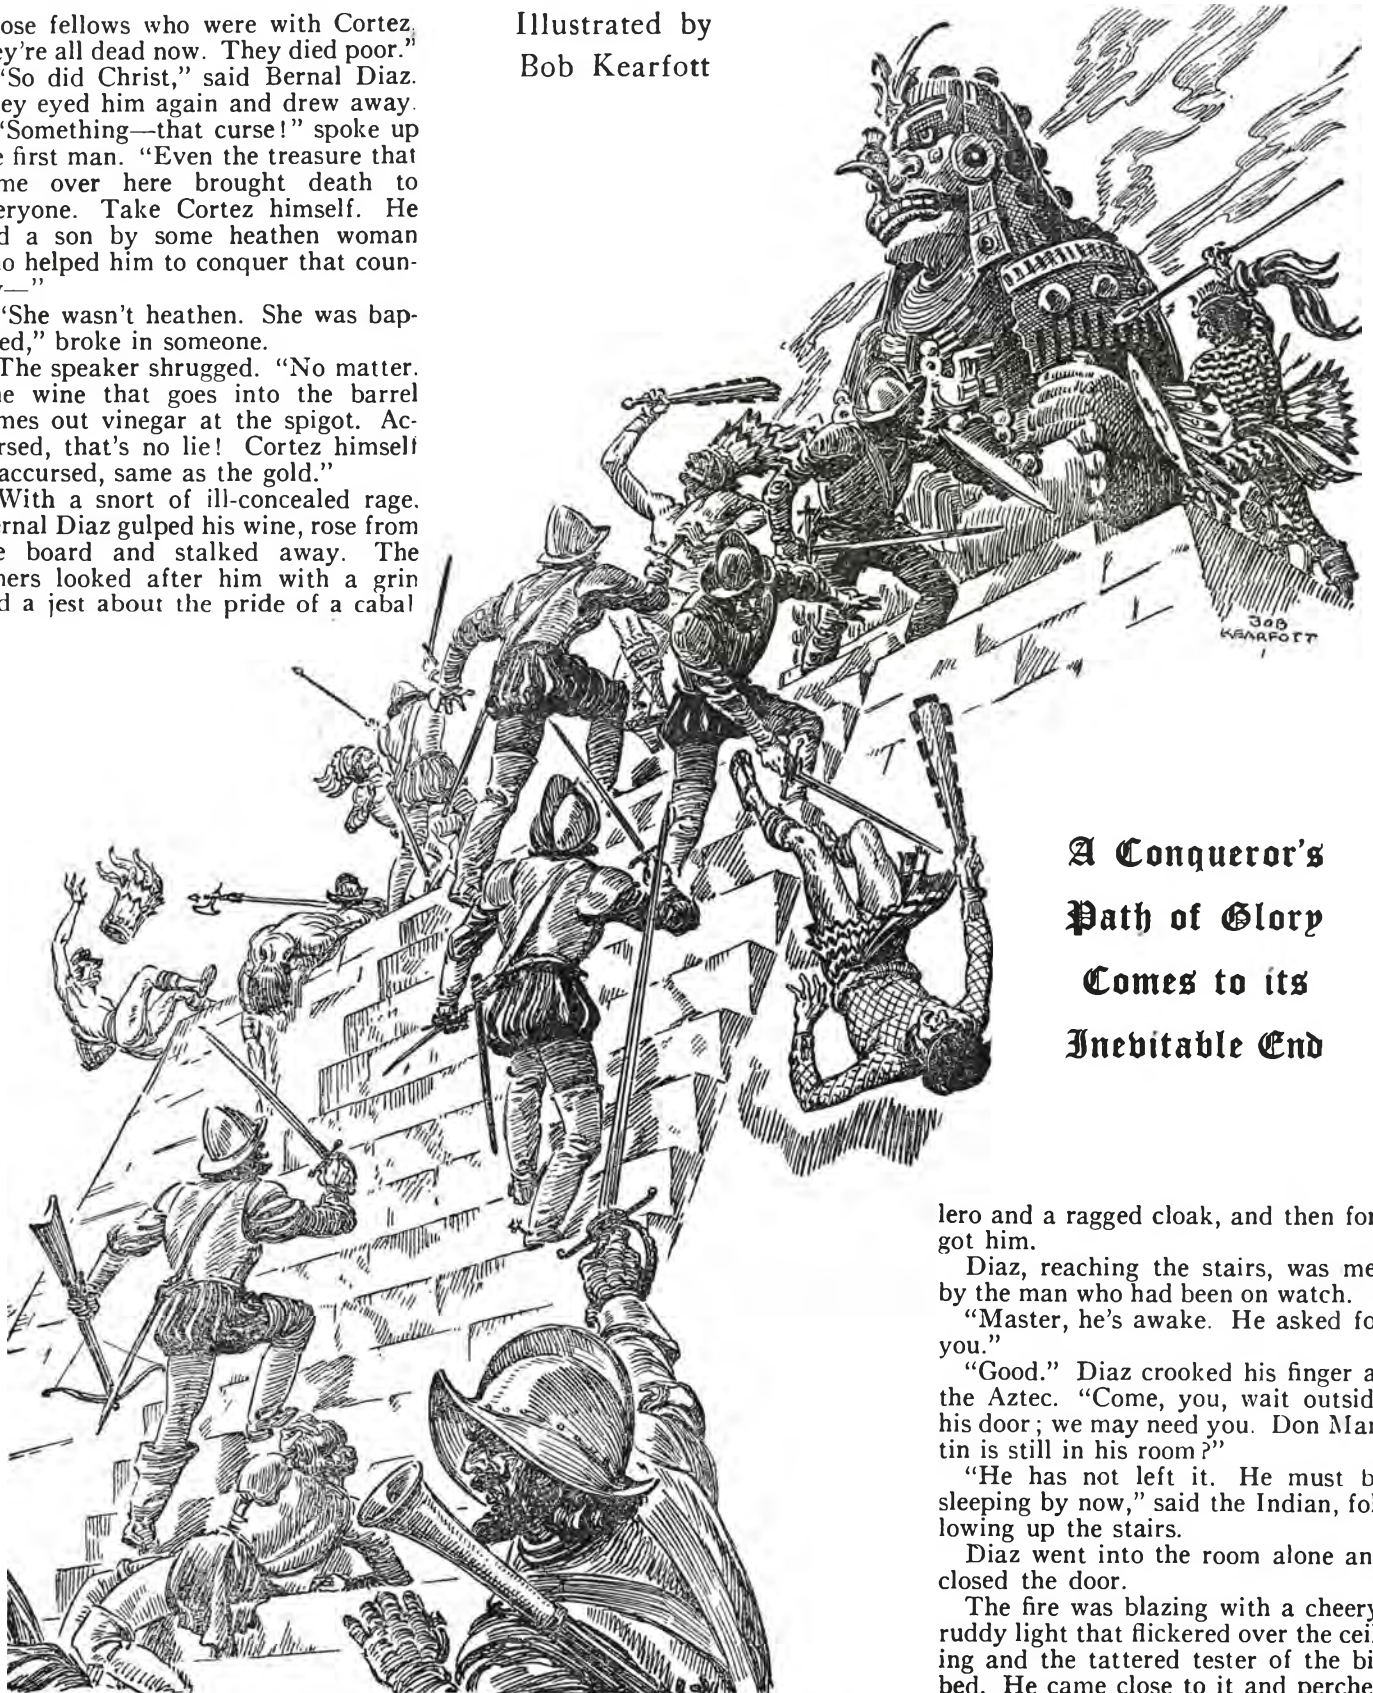 ose fellows who were with Cortez,
ey're all dead now. They died poor."
"So did Christ," said Bernal Diaz.
ey eyed him again and drew away.
"Something—that curse!" spoke up
e first man. "Even the treasure that
me over here brought death to
eryone. Take Cortez himself. He
d a son by some heathen woman
o helped him to conquer that coun-
y—"
"She wasn't heathen. She was bap-
ed," broke in someone.
The speaker shrugged. "No matter.
e wine that goes into the barrel
mes out vinegar at the spigot. Ac-
rsed, that's no lie! Cortez himself
accursed, same as the gold."
With a snort of ill-concealed rage,
ernal Diaz gulped his wine, rose from
e board and stalked away. The
hers looked after him with a grin
d a jest about the pride of a cabal
Illustrated by
Bob Kearfott
BOB
KEARFOTT
A Conqueror's
Path of Glory
Comes to its
Inevitable End
lero and a ragged cloak, and then for
got him.
Diaz, reaching the stairs, was me
by the man who had been on watch.
"Master, he's awake. He asked fo
you."
"Good." Diaz crooked his finger a
the Aztec. "Come, you, wait outsid
his door; we may need you. Don Mar
tin is still in his room?"
"He has not left it. He must b
sleeping by now," said the Indian, fol
lowing up the stairs.
Diaz went into the room alone an
closed the door.
The fire was blazing with a cheery
ruddy light that flickered over the ceil
ing and the tattered tester of the bi
bed. He came close to it and perche